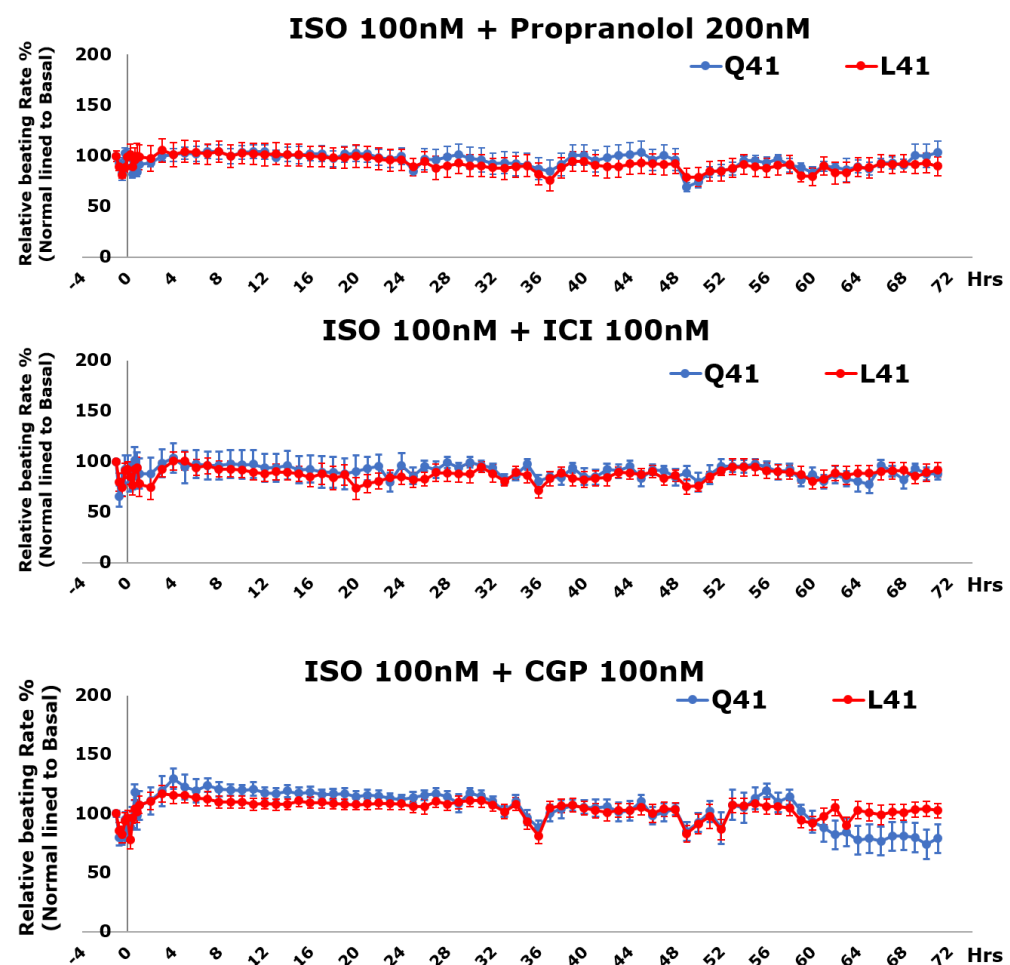 ISO 100nM + Propranolol 200nM
Relative beating Rate %
(Normal lined to Basal)
200
150
100
50
0
Q41
L41
-4 0 4 8 12 16 20 24 28 32 36 40 44 48 52 56 60 64 68 72 Hrs
ISO 100nM + ICI 100nM
Relative beating Rate %
(Normal lined to Basal)
200
150
100
50
0
Q41
L41
-4 0 4 8 12 16 20 24 28 32 36 40 44 48 52 56 60 64 68 72 Hrs
ISO 100nM + CGP 100nM
Relative beating Rate %
(Normal lined to Basal)
200
150
100
50
0
Q41
L41
-4 0 4 8 12 16 20 24 28 32 36 40 44 48 52 56 60 64 68 72 Hrs